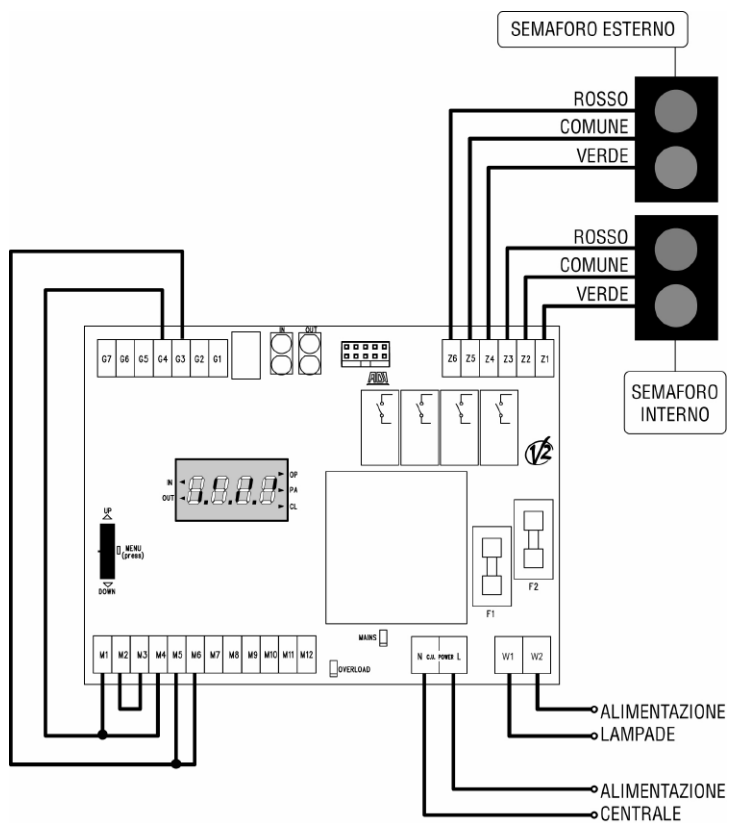 SEMAFORO ESTERNO
ROSSO
COMUNE
VERDE
ROSSO
COMUNE
VERDE
SEMAFORO
INTERNO
IN OUT
G7 G6 G5 G4 G3 G2 G1
Z6 Z5 Z4 Z3 Z2 Z1
V2
IN
OUT
OP
PA
CL
UP
MENU
(press)
DOWN
F1
F2
MAINS
OVERLOAD
M1 M2 M3 M4 M5 M6 M7 M8 M9 M10 M11 M12
N C.U. POWER L
W1 W2
ALIMENTAZIONE
LAMPADE
ALIMENTAZIONE
CENTRALE